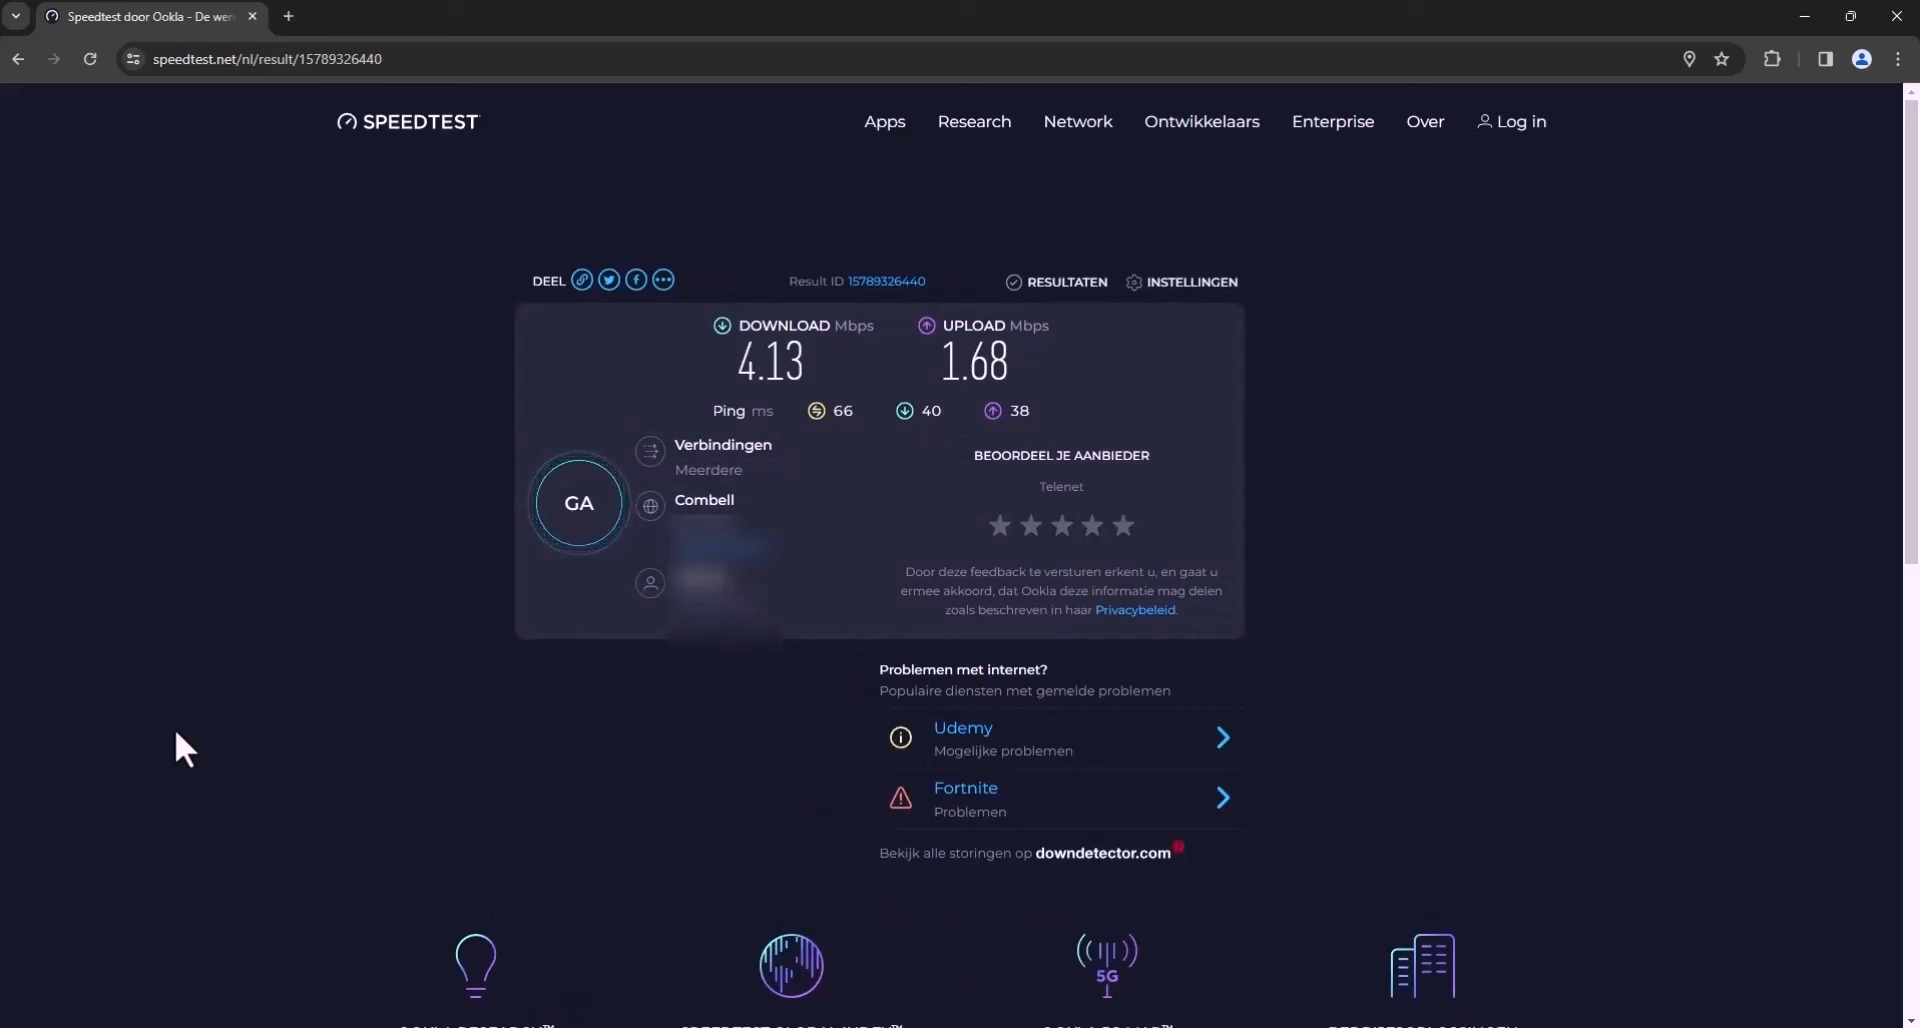 Speedtest door Ookla - De wer
speedtest.net/nl/result/15789326440
SPEEDTEST
Apps Research Network Ontwikkelaars Enterprise Over Log in
DEEL Result ID 15789326440 RESULTATEN INSTELLINGEN
DOWNLOAD Mbps UPLOAD Mbps
4.13 1.68
Ping ms 66 40 38
Verbindingen
Meerdere
GA
Combell
BEOORDEEL JE AANBIEDER
Telenet
Door deze feedback te versturen erkent u, en gaat u
ermee akkoord, dat Ookla deze informatie mag delen
zoals beschreven in haar Privacybeleid.
Problemen met internet?
Populaire diensten met gemelde problemen
Udemy
Mogelijke problemen
Fortnite
Problemen
Bekijk alle storingen op downdetector.com
5G